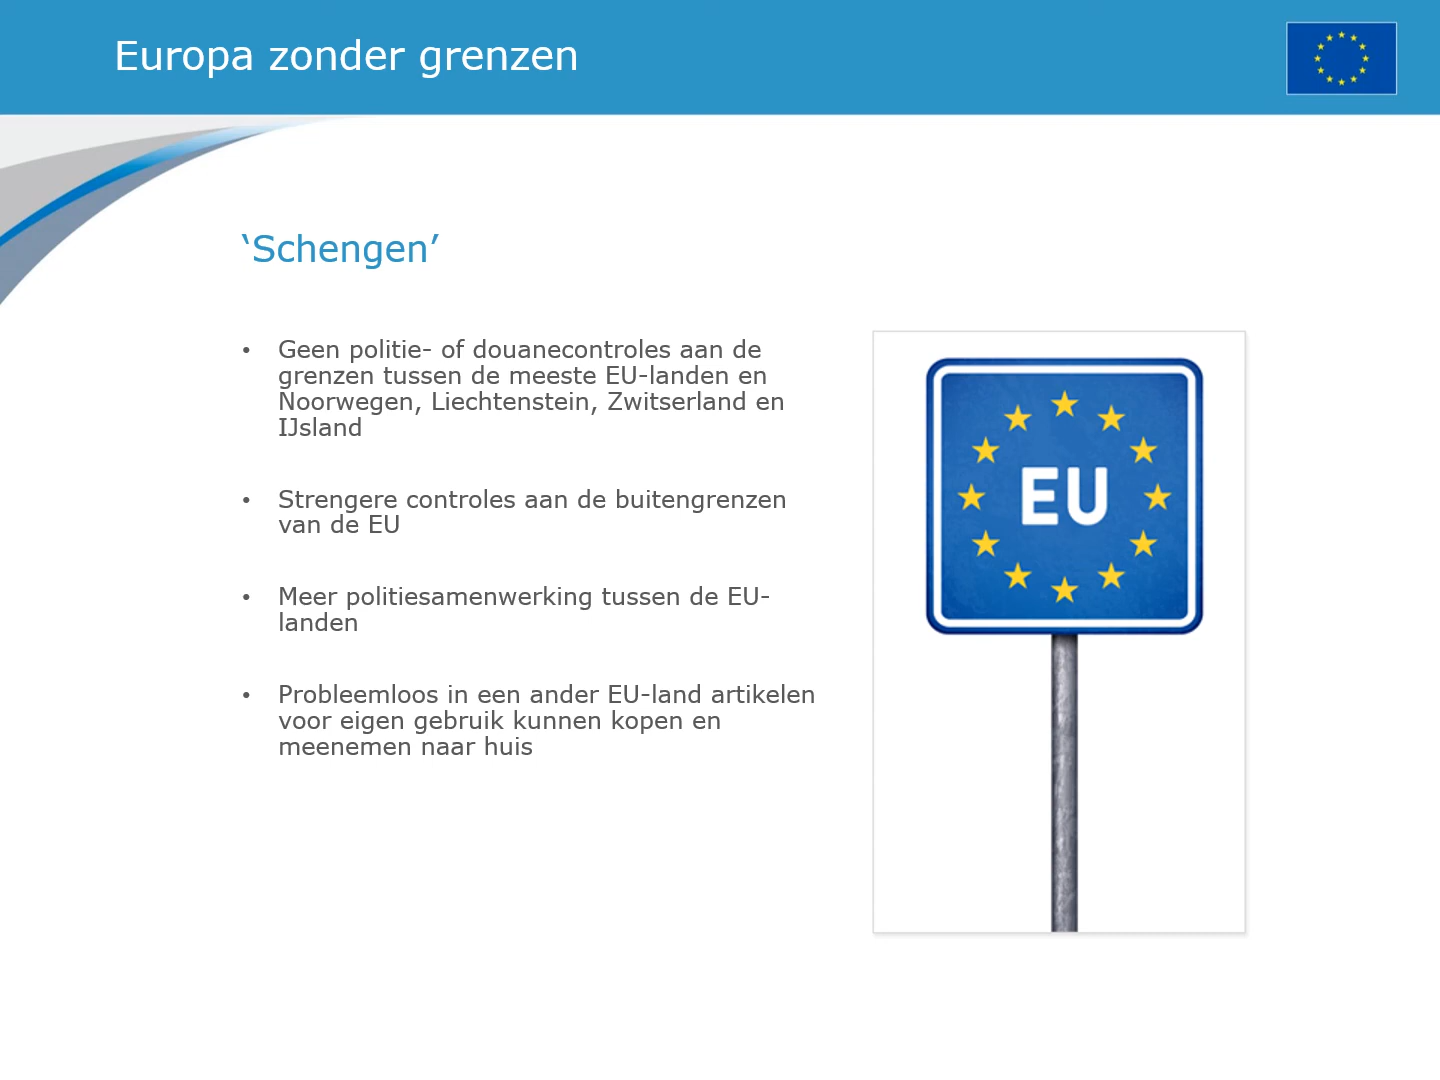 Europa zonder grenzen
‘Schengen’
• Geen politie- of douanecontroles aan de
grenzen tussen de meeste EU-landen en
Noorwegen, Liechtenstein, Zwitserland en
IJsland
• Strengere controles aan de buitengrenzen
van de EU
• Meer politiesamenwerking tussen de EU-
landen
• Probleemloos in een ander EU-land artikelen
voor eigen gebruik kunnen kopen en
meenemen naar huis
EU